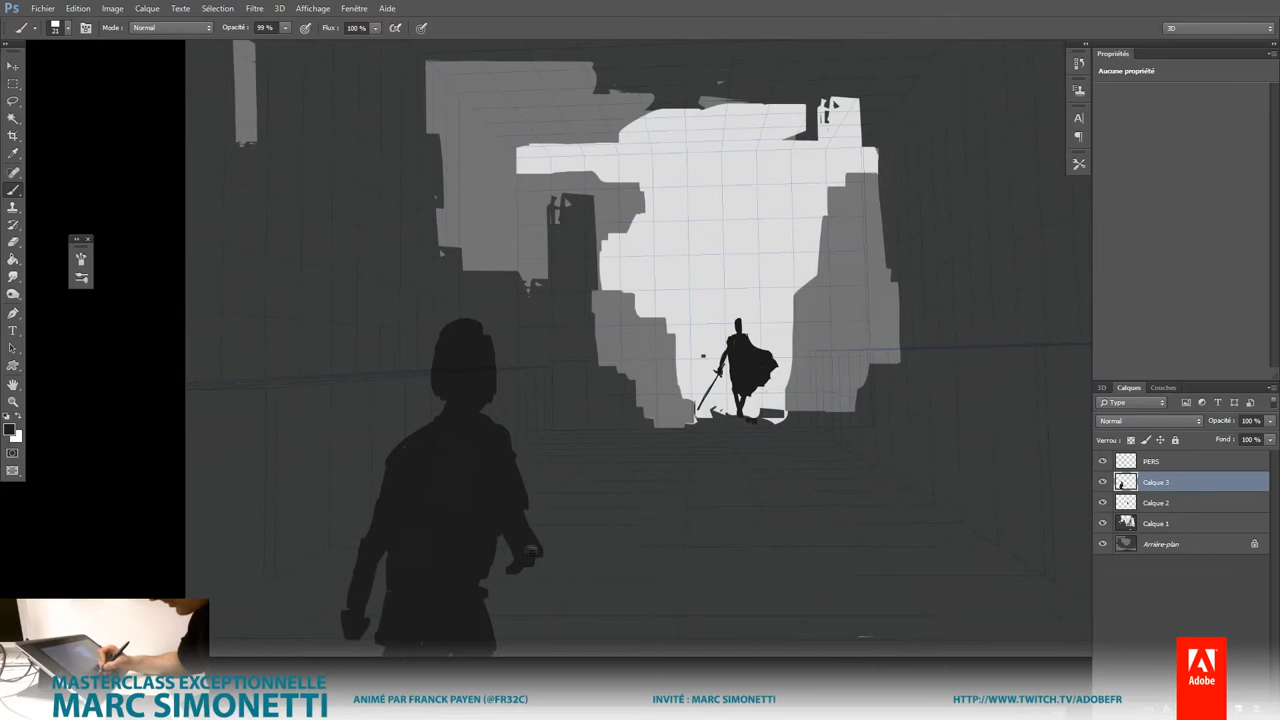 Ps Fichier Edition Image Calque Texte Sélection Filtre 3D Affichage Fenêtre Aide
21 Mode : Normal Opacité : 99 % Flux : 100 % 3D
Propriétés
Aucune propriété
3D Calques Couches
Type
Normal Opacité : 100 %
Verrou : Fond : 100 %
PERS
Calque 3
Calque 2
Calque 1
Arrière-plan
MASTERCLASS EXCEPTIONNELLE
MARC SIMONETTI
ANIMÉ PAR FRANCK PAYEN (@FR32C) INVITÉ : MARC SIMONETTI HTTP://WWW.TWITCH.TV/ADOBEFR
Adobe